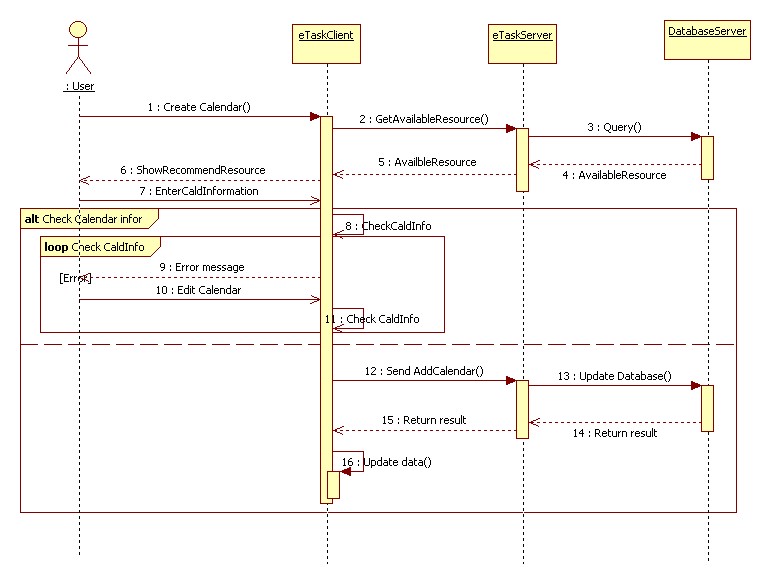 eTaskClient
eTaskServer
DatabaseServer
: User
1 : Create Calendar()
2 : GetAvailableResource()
3 : Query()
4 : AvailableResource
5 : AvailbleResource
6 : ShowRecommendResource
7 : EnterCaldInformation
alt Check Calendar infor
8 : CheckCaldInfo
loop Check CaldInfo
9 : Error message
[Error]
10 : Edit Calendar
11 : Check CaldInfo
12 : Send AddCalendar()
13 : Update Database()
14 : Return result
15 : Return result
16 : Update data()